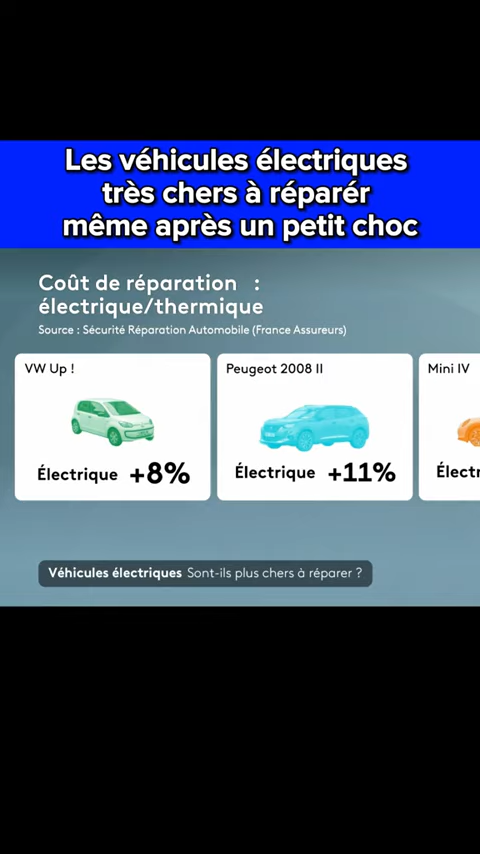 Les véhicules électriques
très chers à réparér
même après un petit choc
Coût de réparation :
électrique/thermique
Source : Sécurité Réparation Automobile (France Assureurs)
VW Up !
Peugeot 2008 II
Mini IV
Électrique +8%
Électrique +11%
Véhicules électriques Sont-ils plus chers à réparer ?